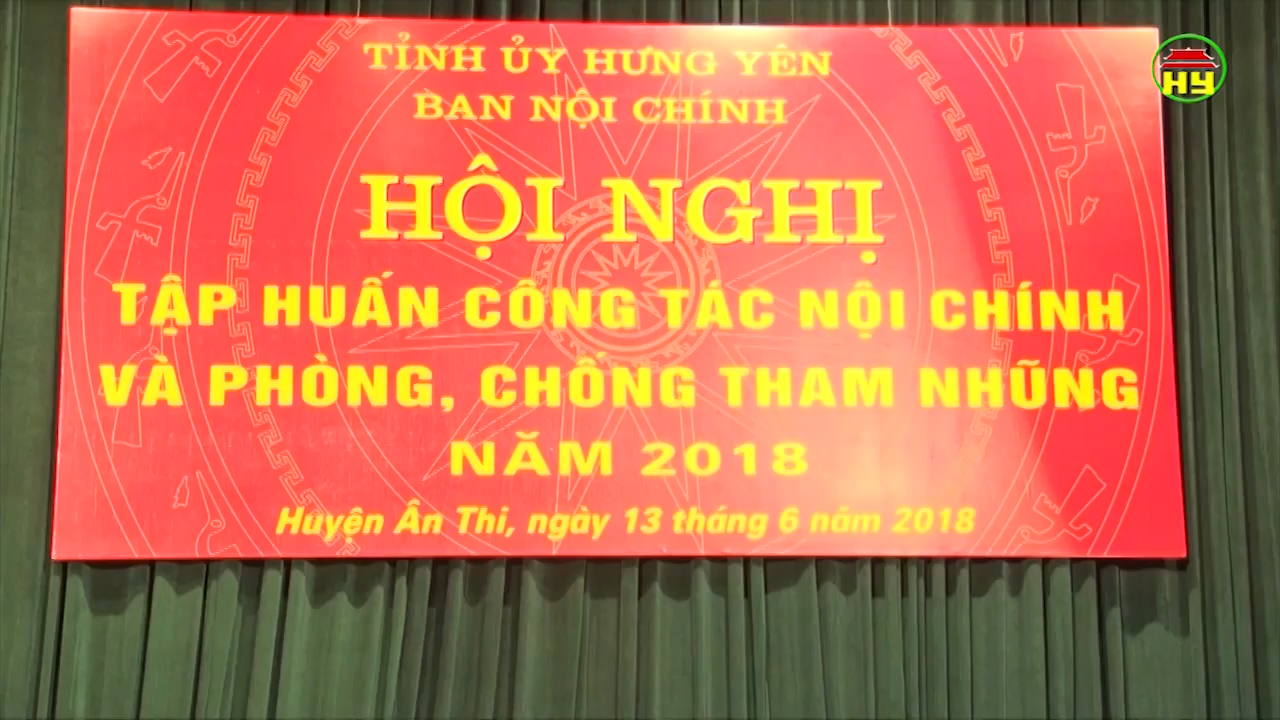 TỈNH ỦY HƯNG YÊN
BAN NỘI CHÍNH
HỘI NGHỊ
TẬP HUẤN CÔNG TÁC NỘI CHÍNH
VÀ PHÒNG, CHỐNG THAM NHŨNG
NĂM 2018
Huyện Ân Thi, ngày 13 tháng 6 năm 2018
HY